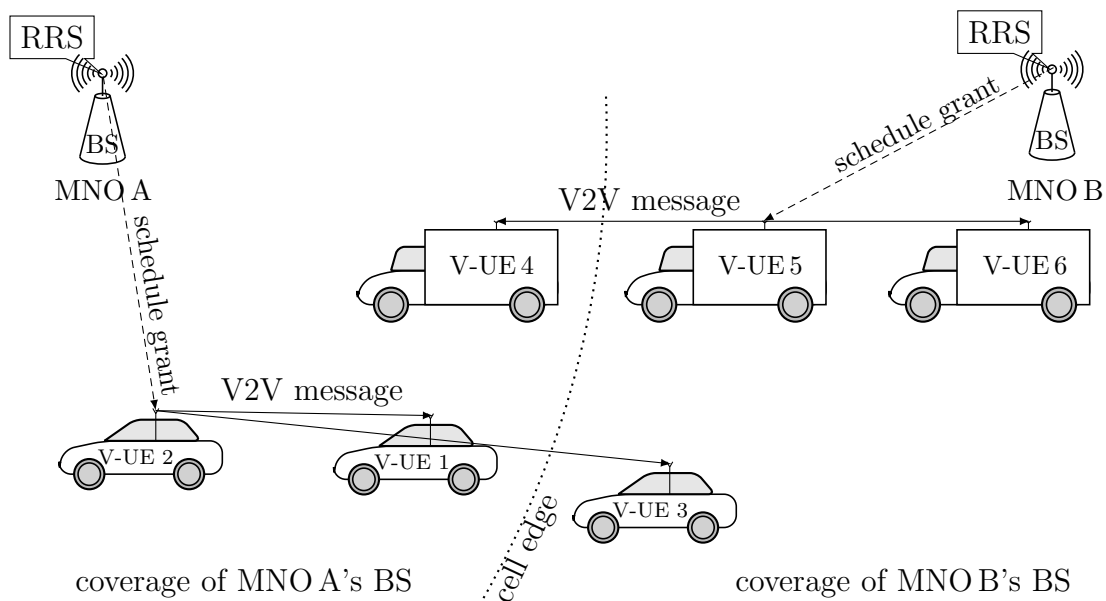 RRS
BS
MNO A
RRS
BS
MNO B
schedule grant
schedule grant
V2V message
V-UE 4
V-UE 5
V-UE 6
V2V message
V-UE 2
V-UE 1
V-UE 3
cell edge
coverage of MNO A's BS
coverage of MNO B's BS